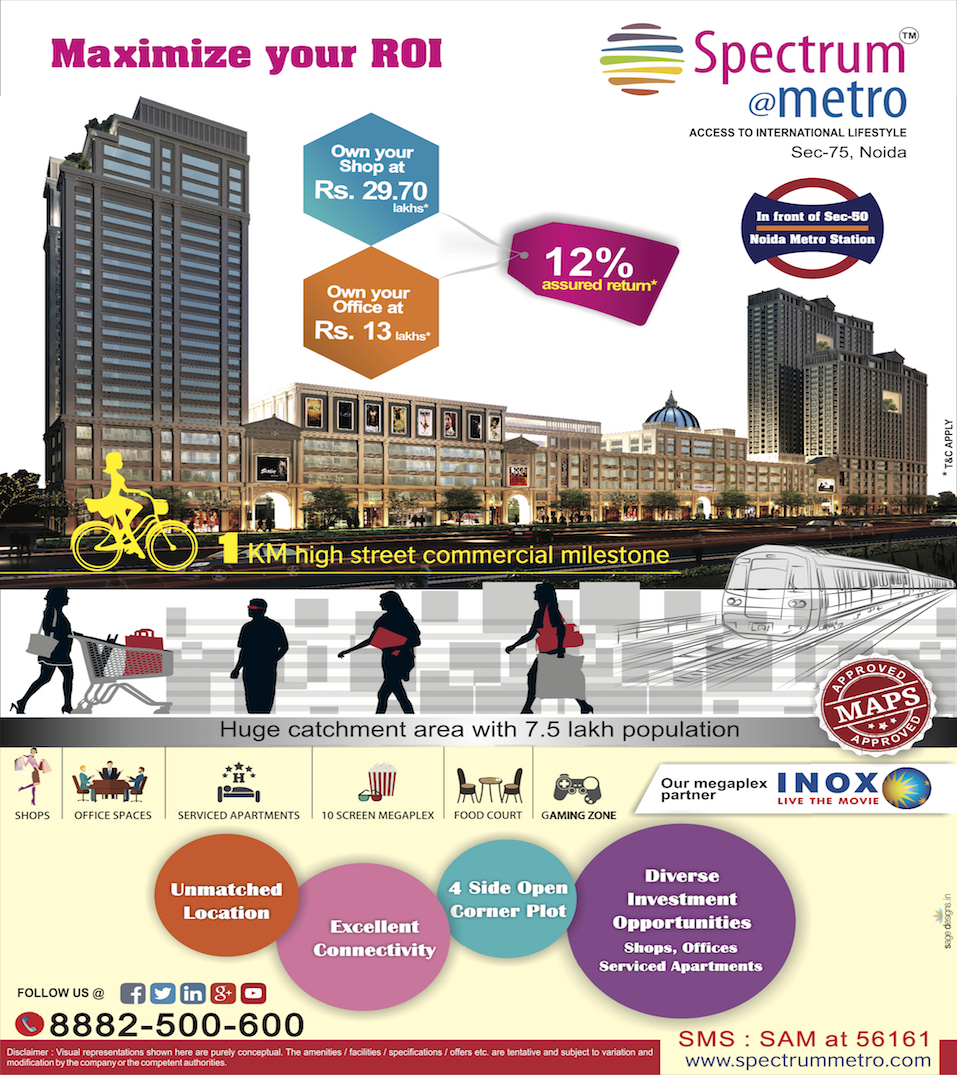 Maximize your ROI
Spectrum™
@metro
ACCESS TO INTERNATIONAL LIFESTYLE
Sec-75, Noida
Own your
Shop at
Rs. 29.70
lakhs*
In front of Sec-50
Noida Metro Station
12%
assured return*
Own your
Office at
Rs. 13 lakhs*
* T&C APPLY
1 KM high street commercial milestone
APPROVED
MAPS
APPROVED
Huge catchment area with 7.5 lakh population
SHOPS
OFFICE SPACES
H
SERVICED APARTMENTS
10 SCREEN MEGAPLEX
FOOD COURT
GAMING ZONE
Our megaplex
partner
INOX
LIVE THE MOVIE
Unmatched
Location
Excellent
Connectivity
4 Side Open
Corner Plot
Diverse
Investment
Opportunities
Shops, Offices
Serviced Apartments
sage designs.in
FOLLOW US @
8882-500-600
SMS : SAM at 56161
www.spectrummetro.com
Disclaimer : Visual representations shown here are purely conceptual. The amenities / facilities / specifications / offers etc. are tentative and subject to variation and
modification by the company or the competent authorities.